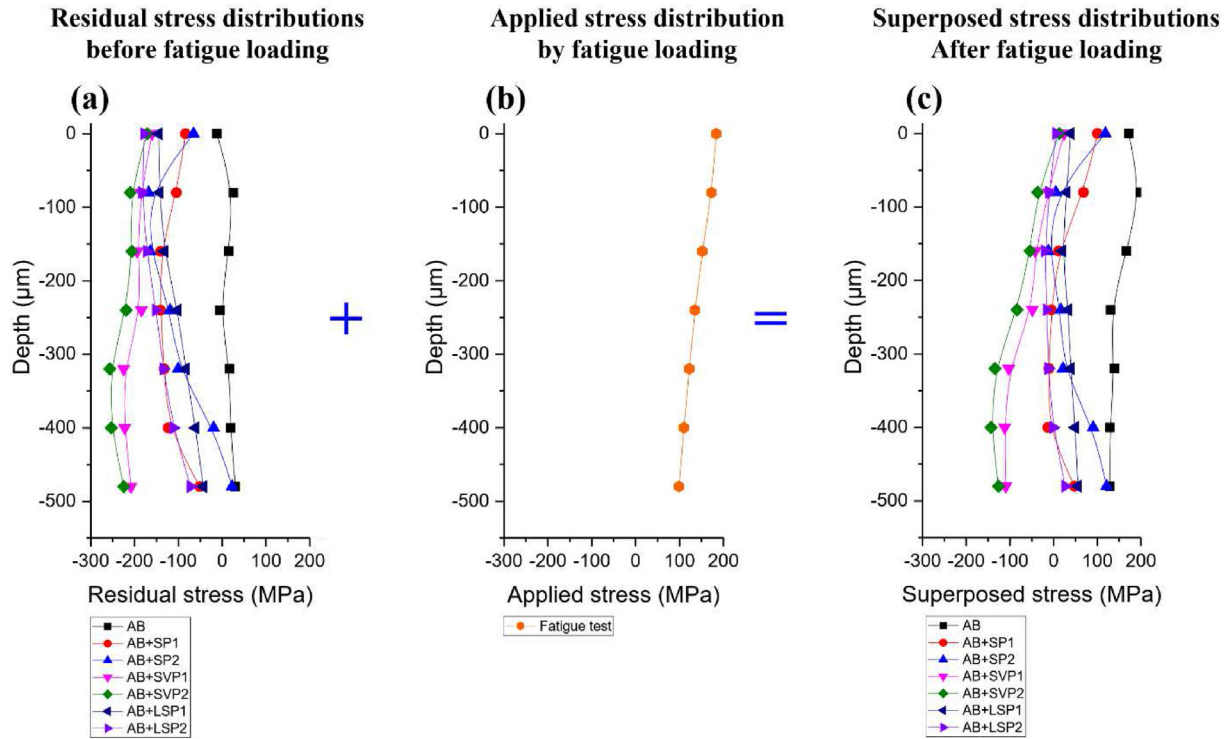 Residual stress distributions
before fatigue loading
Applied stress distribution
by fatigue loading
Superposed stress distributions
After fatigue loading
(a)
0
-100
-200
-300
-400
-500
Depth (μm)
-300 -200 -100 0 100 200
Residual stress (MPa)
AB
AB+SP1
AB+SP2
AB+SVP1
AB+SVP2
AB+LSP1
AB+LSP2
+
(b)
0
-100
-200
-300
-400
-500
Depth (μm)
-300 -200 -100 0 100 200
Applied stress (MPa)
Fatigue test
=
(c)
0
-100
-200
-300
-400
-500
Depth (μm)
-300 -200 -100 0 100 200
Superposed stress (MPa)
AB
AB+SP1
AB+SP2
AB+SVP1
AB+SVP2
AB+LSP1
AB+LSP2